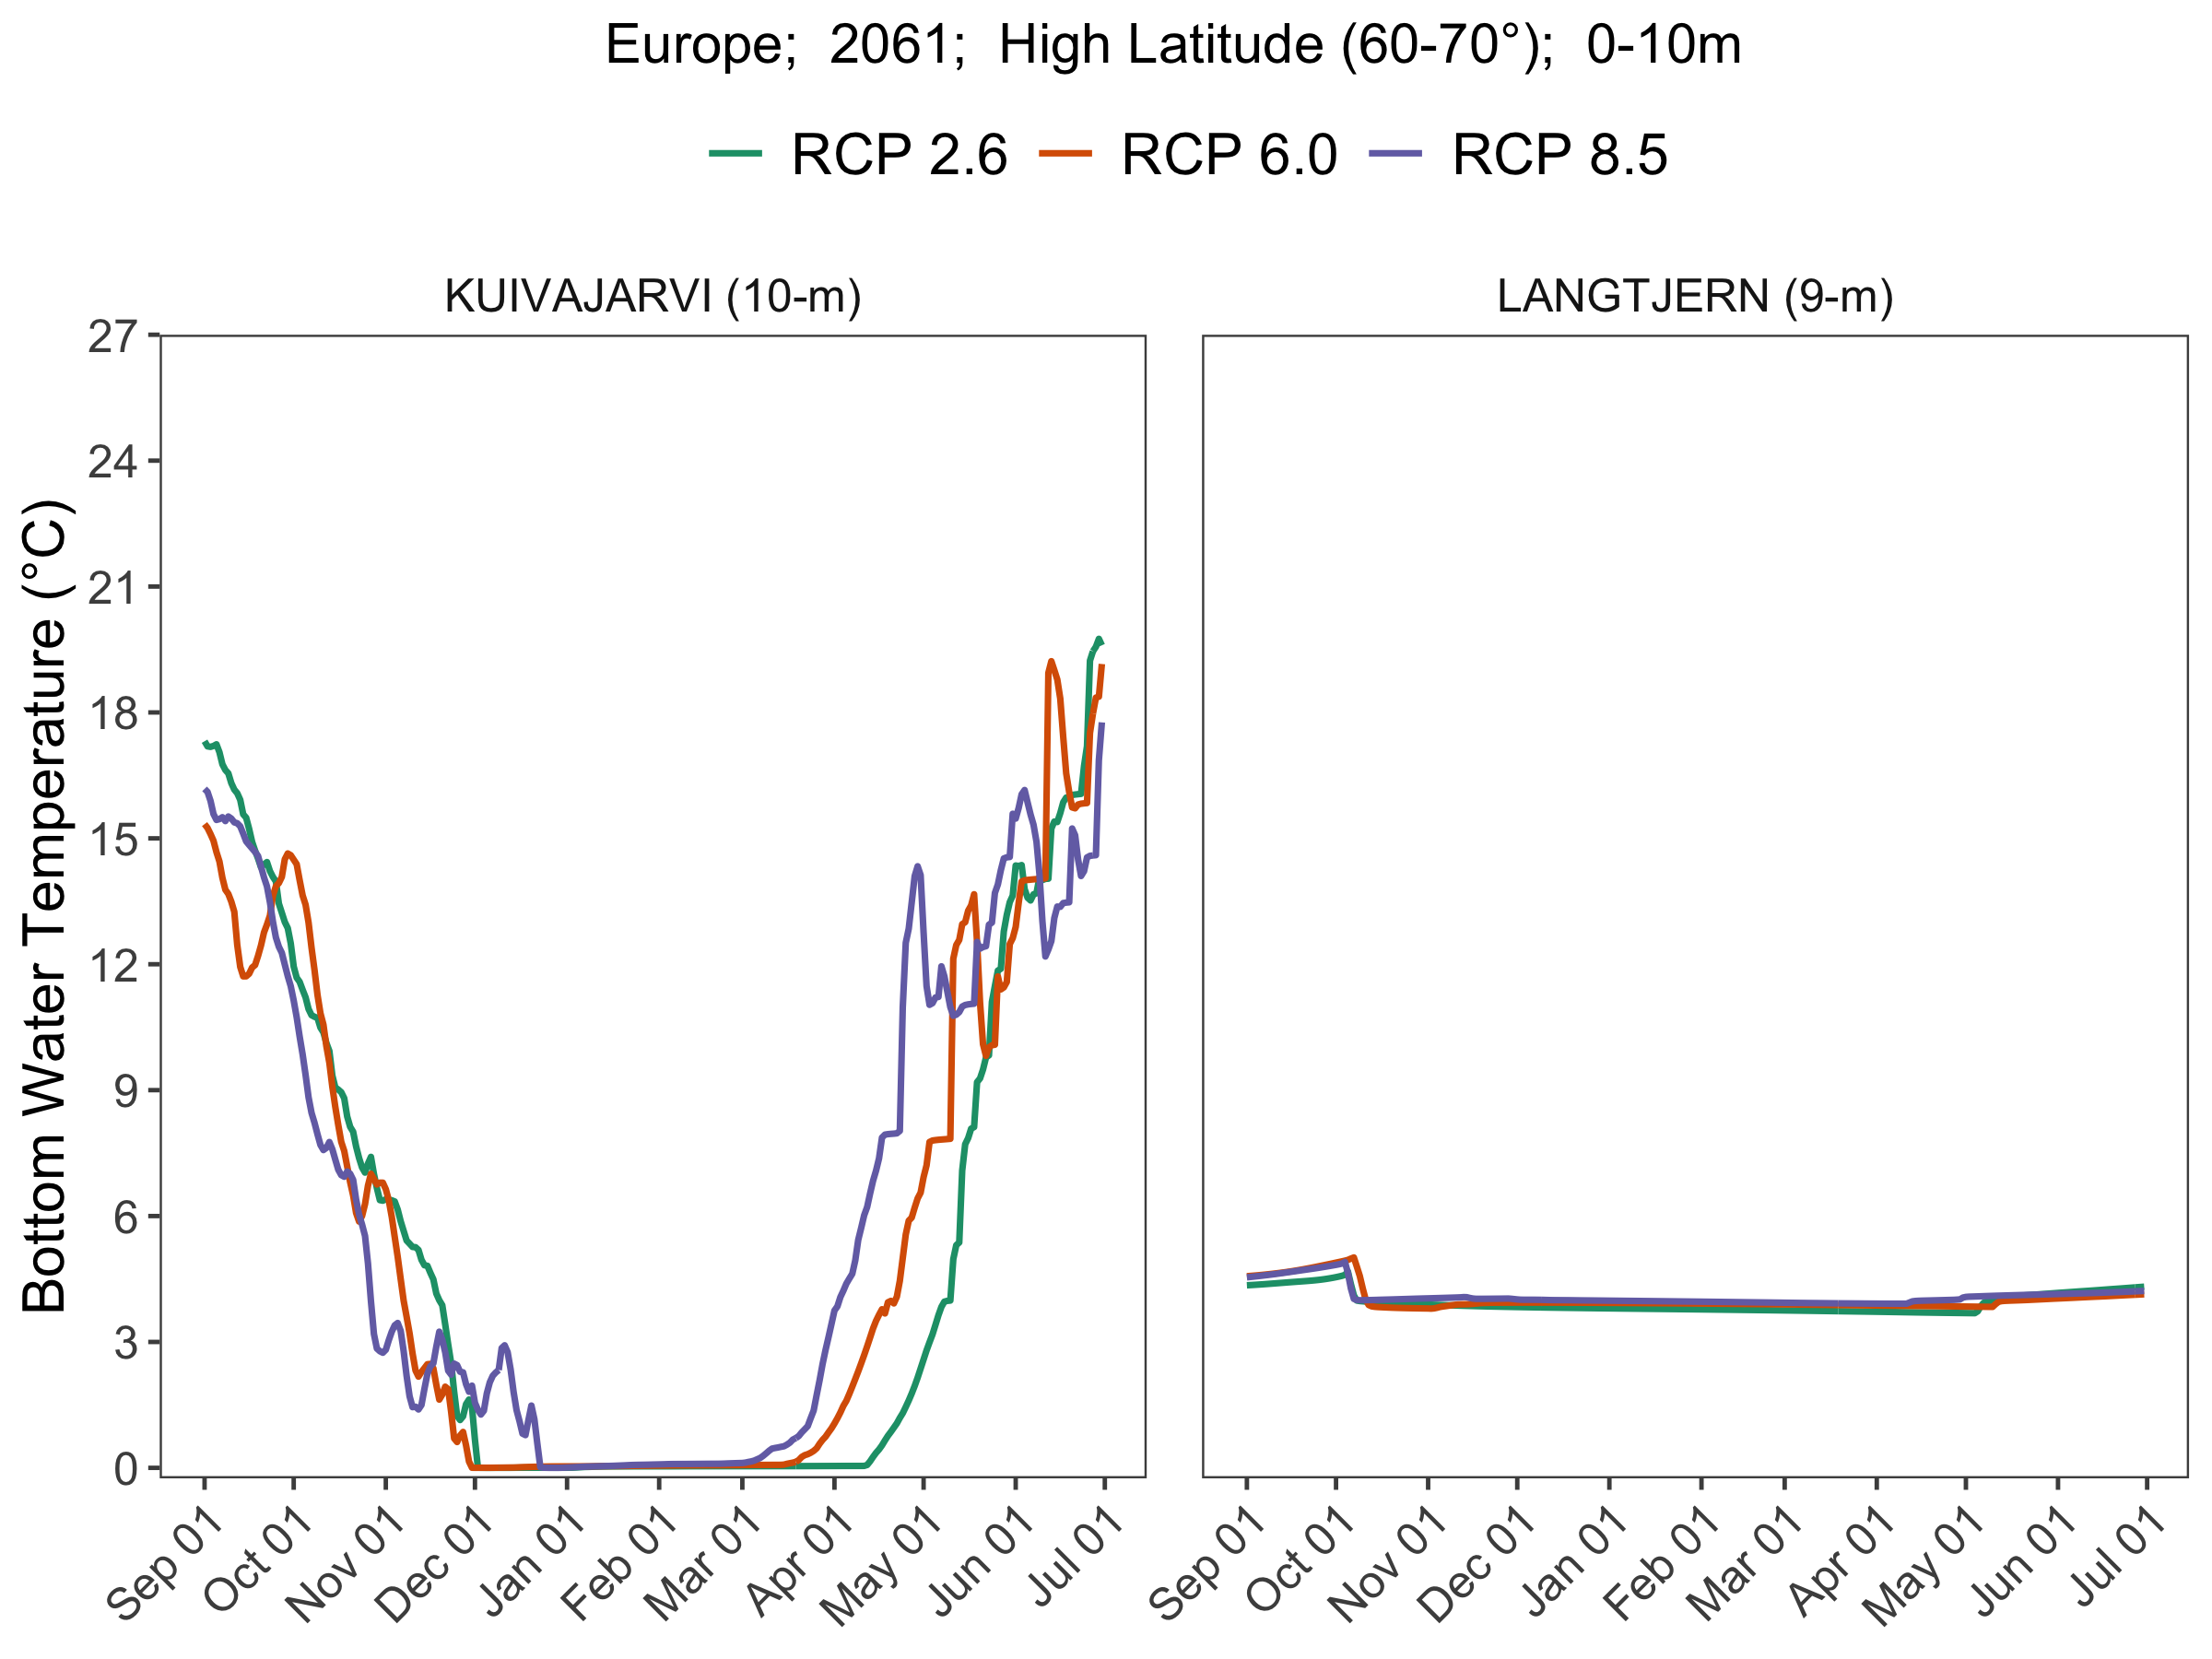 Europe; 2061; High Latitude (60-70°); 0-10m
RCP 2.6 RCP 6.0 RCP 8.5
KUIVAJARVI (10-m) LANGTJERN (9-m)
Bottom Water Temperature (°C)
27
24
21
18
15
12
9
6
3
0
Sep 01 Oct 01 Nov 01 Dec 01 Jan 01 Feb 01 Mar 01 Apr 01 May 01 Jun 01 Jul 01 Sep 01 Oct 01 Nov 01 Dec 01 Jan 01 Feb 01 Mar 01 Apr 01 May 01 Jun 01 Jul 01